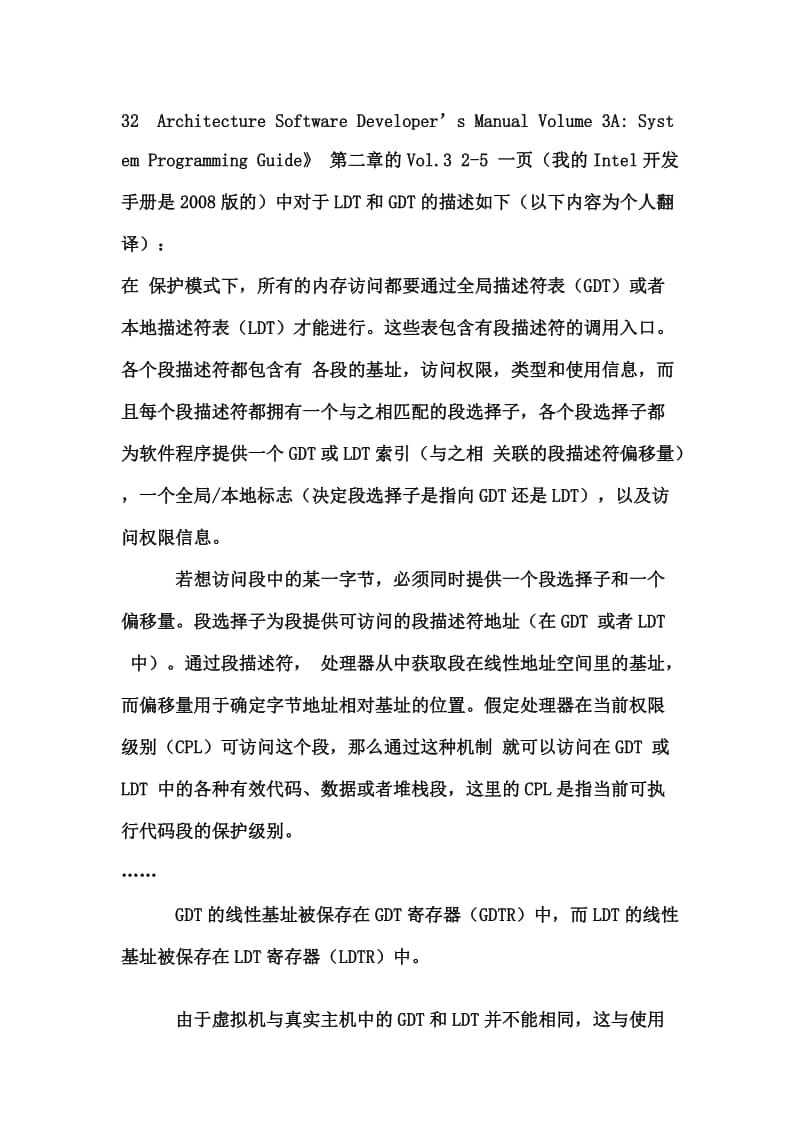 32  Architecture Software Developer’s Manual Volume 3A: Syst
em Programming Guide》 第二章的Vol.3 2-5 一页（我的Intel开发
手册是2008版的）中对于LDT和GDT的描述如下（以下内容为个人翻
译）：
在 保护模式下，所有的内存访问都要通过全局描述符表（GDT）或者
本地描述符表（LDT）才能进行。这些表包含有段描述符的调用入口。
各个段描述符都包含有 各段的基址，访问权限，类型和使用信息，而
且每个段描述符都拥有一个与之相匹配的段选择子，各个段选择子都
为软件程序提供一个GDT或LDT索引（与之相 关联的段描述符偏移量）
，一个全局/本地标志（决定段选择子是指向GDT还是LDT），以及访
问权限信息。
若想访问段中的某一字节，必须同时提供一个段选择子和一个
偏移量。段选择子为段提供可访问的段描述符地址（在GDT 或者LDT
中）。通过段描述符， 处理器从中获取段在线性地址空间里的基址，
而偏移量用于确定字节地址相对基址的位置。假定处理器在当前权限
级别（CPL）可访问这个段，那么通过这种机制 就可以访问在GDT 或
LDT 中的各种有效代码、数据或者堆栈段，这里的CPL是指当前可执
行代码段的保护级别。
……
GDT的线性基址被保存在GDT寄存器（GDTR）中，而LDT的线性
基址被保存在LDT寄存器（LDTR）中。
由于虚拟机与真实主机中的GDT和LDT并不能相同，这与使用